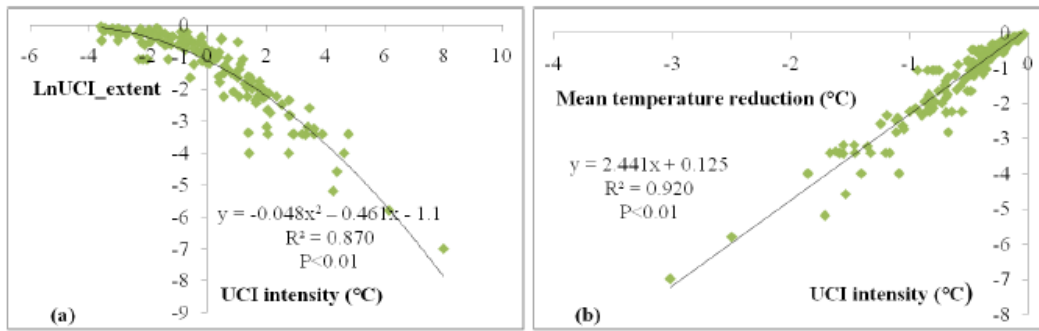 0
-6 -4 -2 0 2 4 6 8 10
-1
LnUCI_extent
-2
-3
-4
-5
-6
-7
-8
-9
y = -0.048x² – 0.461x - 1.1
R² = 0.870
P<0.01
UCI intensity (°C)
(a)
0
-4 -3 -2 -1 0
-1
Mean temperature reduction (°C)
-2
-3
-4
-5
-6
-7
-8
y = 2.441x + 0.125
R² = 0.920
P<0.01
UCI intensity (°C)
(b)